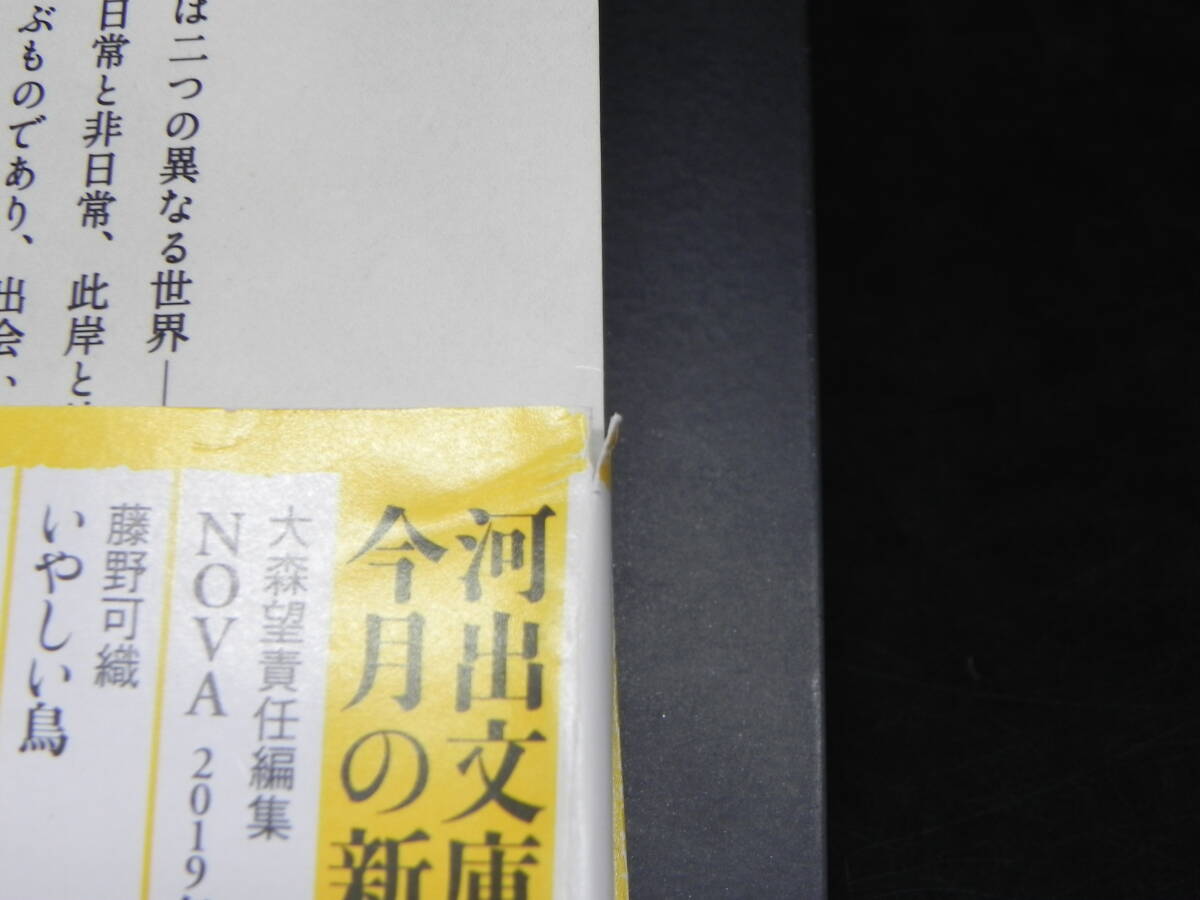 は二つの異なる世界―
日常と非日常、此岸と
ぶものであり、出会、
河出文庫
今月の新
大森望責任編集
NOVA 2019
藤野可織
いやしい鳥